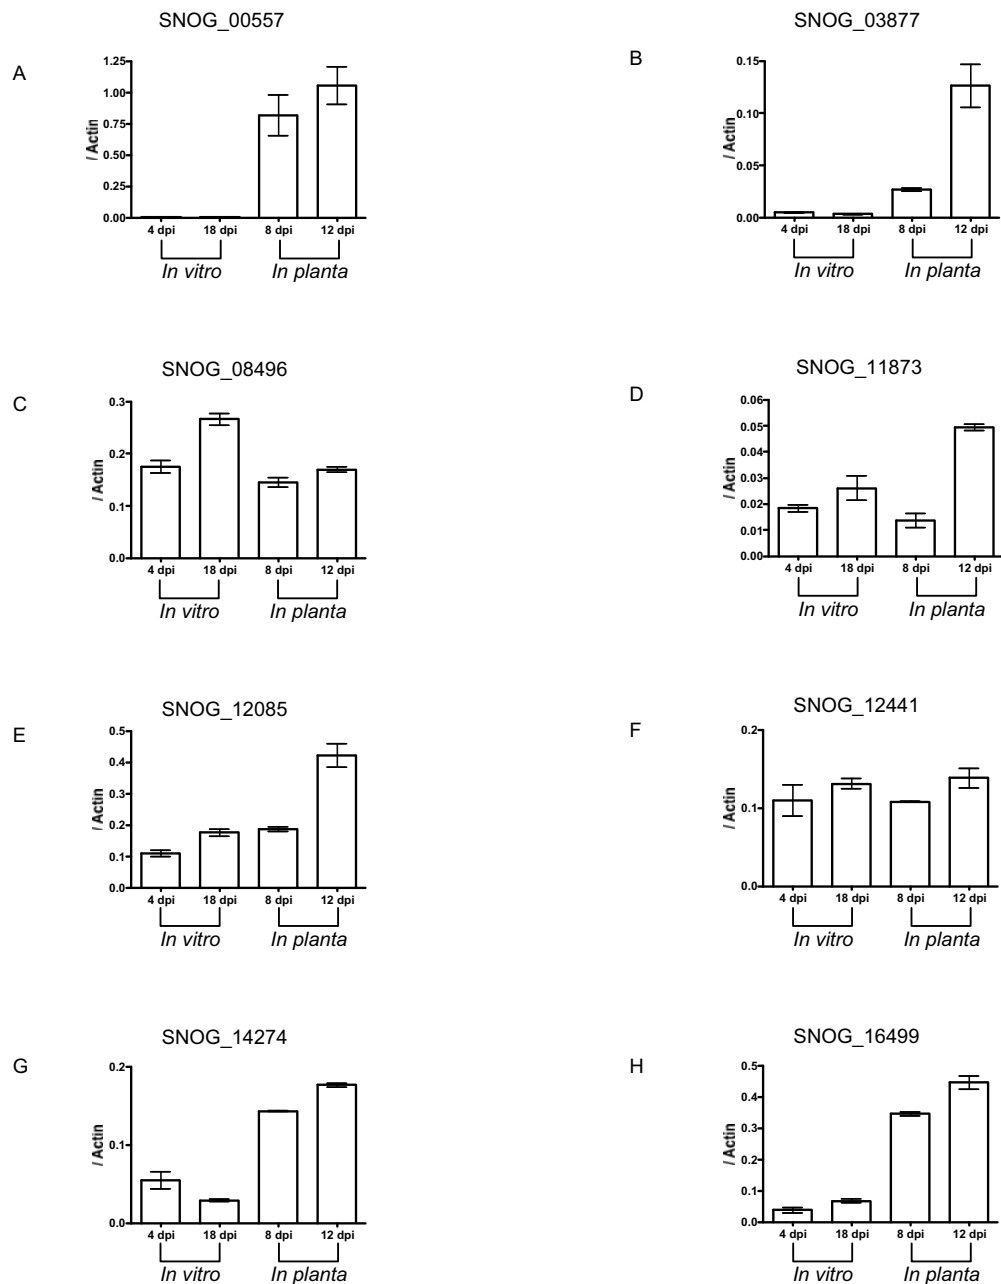 SNOG_00557
A
/ Actin
1.25
1.00
0.75
0.50
0.25
0.00
4 dpi 18 dpi 8 dpi 12 dpi
In vitro In planta
SNOG_03877
B
/ Actin
0.15
0.10
0.05
0.00
4 dpi 18 dpi 8 dpi 12 dpi
In vitro In planta
SNOG_08496
C
/ Actin
0.3
0.2
0.1
0.0
4 dpi 18 dpi 8 dpi 12 dpi
In vitro In planta
SNOG_11873
D
/ Actin
0.06
0.05
0.04
0.03
0.02
0.01
0.00
4 dpi 18 dpi 8 dpi 12 dpi
In vitro In planta
SNOG_12085
E
/ Actin
0.5
0.4
0.3
0.2
0.1
0.0
4 dpi 18 dpi 8 dpi 12 dpi
In vitro In planta
SNOG_12441
F
/ Actin
0.2
0.1
0.0
4 dpi 18 dpi 8 dpi 12 dpi
In vitro In planta
SNOG_14274
G
/ Actin
0.2
0.1
0.0
4 dpi 18 dpi 8 dpi 12 dpi
In vitro In planta
SNOG_16499
H
/ Actin
0.5
0.4
0.3
0.2
0.1
0.0
4 dpi 18 dpi 8 dpi 12 dpi
In vitro In planta